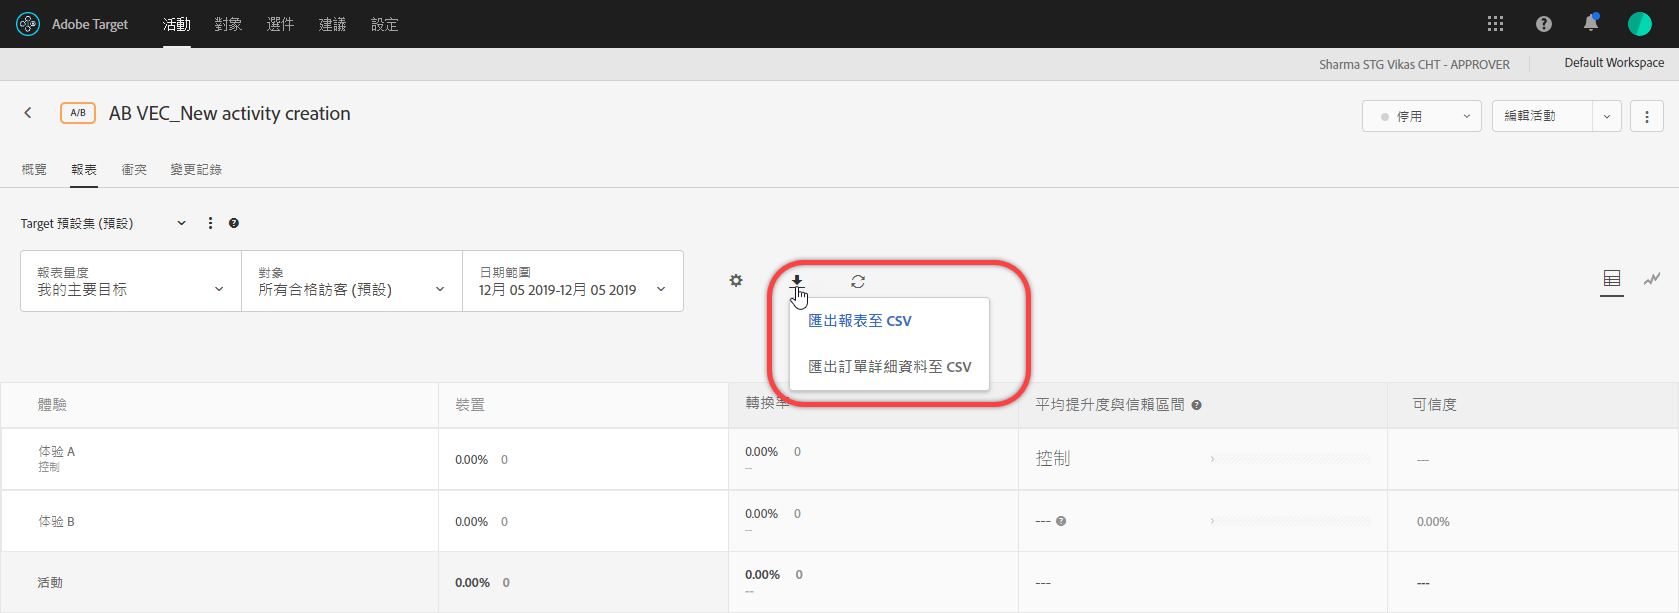 Adobe Target 活動 對象 選件 建議 設定
Sharma STG Vikas CHT - APPROVER Default Workspace
A/B AB VEC_New activity creation 停用 編輯活動
概覽 報表 衝突 變更記錄
Target 預設集 (預設)
報表量度 對象 日期範圍
我的主要目标 所有合格訪客 (預設) 12月 05 2019-12月 05 2019
匯出報表至 CSV
匯出訂單詳細資料至 CSV
體驗 裝置 轉換率 平均提升度與信賴區間 可信度
体验 A 0.00% 0 0.00% 0 控制 ---
控制 --
体验 B 0.00% 0 0.00% 0 --- 0.00%
--
活動 0.00% 0 0.00% 0 --- ---
--